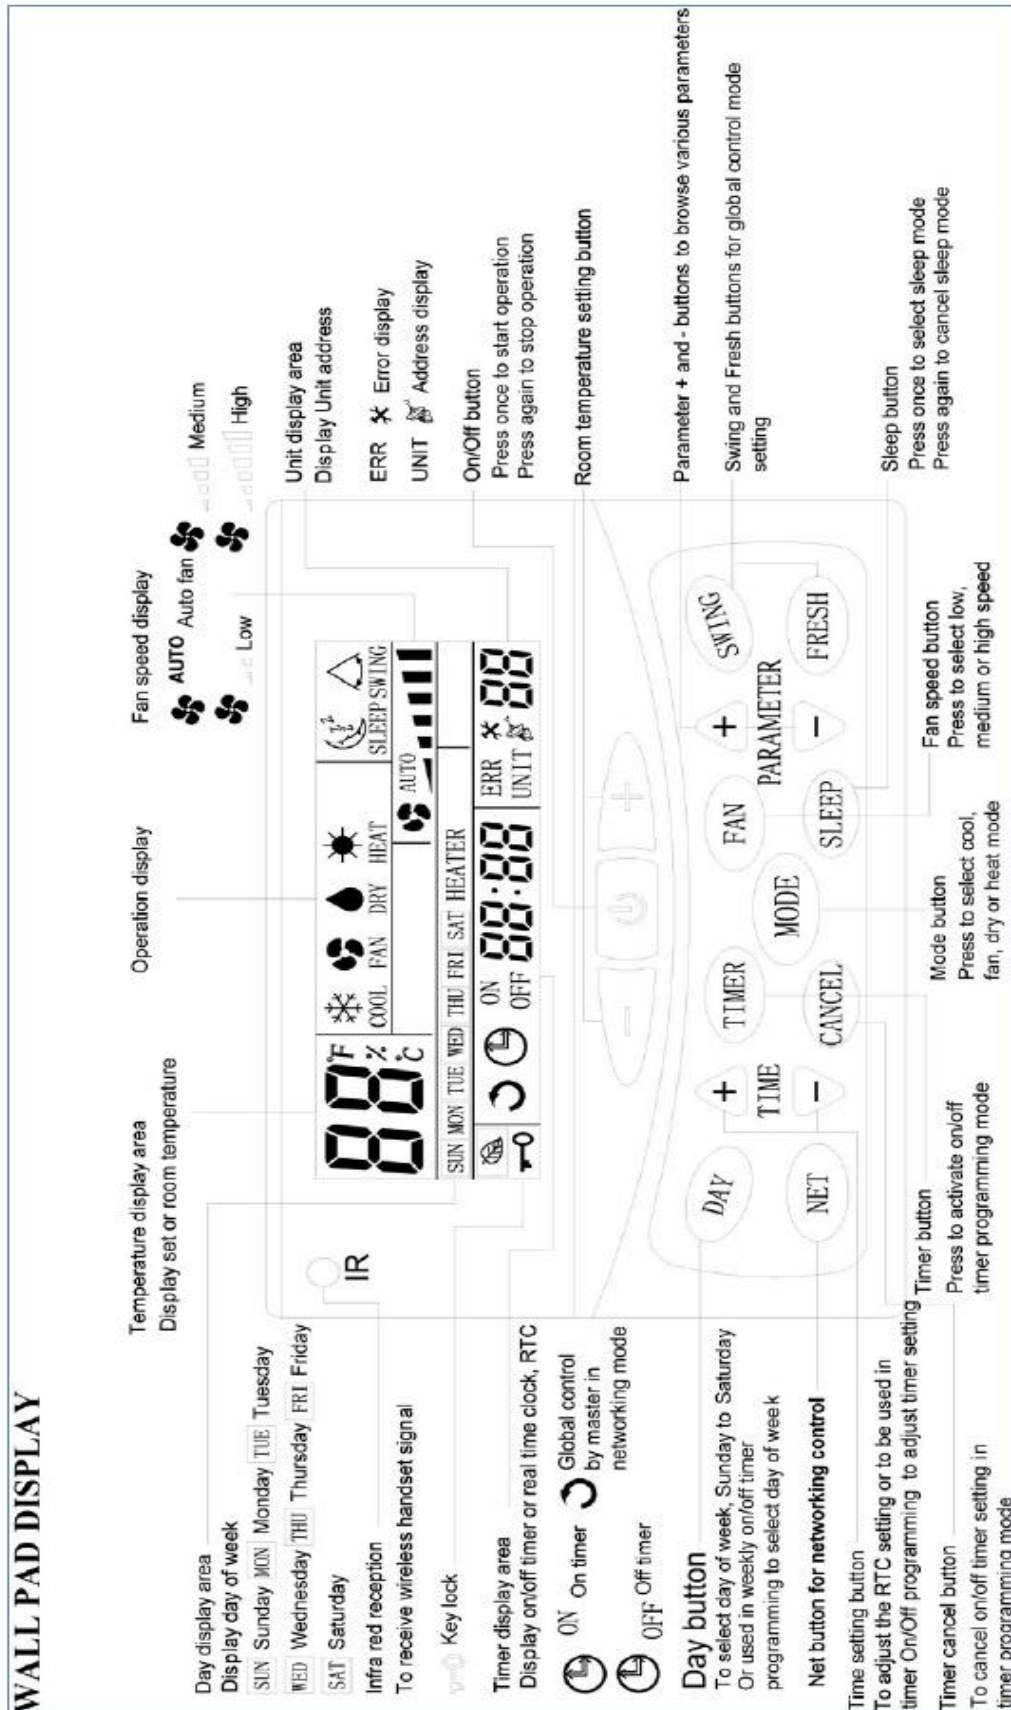 WALL PAD DISPLAY
Day display area
Display day of week
SUN Sunday MON Monday TUE Tuesday
WED Wednesday THU Thursday FRI Friday
SAT Saturday
Infra red reception
To receive wireless handset signal
Key lock
Timer display area
Display on/off timer or real time clock, RTC
ON On timer
Global control
by master in
networking mode
OFF Off timer
Day button
To select day of week, Sunday to Saturday
Or used in weekly on/off timer
programming to select day of week
Net button for networking control
Time setting button
To adjust the RTC setting or to be used in
timer On/Off programming to adjust timer setting
Timer cancel button
To cancel on/off timer setting in
timer programming mode
Temperature display area
Display set or room temperature
Operation display
Fan speed display
AUTO Auto fan
Medium
Low
High
IR
88 °F % °C
COOL FAN DRY HEAT
SLEEP SWING
AUTO
SUN MON TUE WED THU FRI SAT HEATER
ON
OFF
88:88
ERR
UNIT
88
DAY
NET
+
TIME
-
TIMER
CANCEL
MODE
FAN
SLEEP
+
PARAMETER
-
SWING
FRESH
-
+
Timer button
Press to activate on/off
timer programming mode
Mode button
Press to select cool,
fan, dry or heat mode
Fan speed button
Press to select low,
medium or high speed
Unit display area
Display Unit address
ERR Error display
UNIT Address display
On/Off button
Press once to start operation
Press again to stop operation
Room temperature setting button
Parameter + and - buttons to browse various parameters
Swing and Fresh buttons for global control mode
setting
Sleep button
Press once to select sleep mode
Press again to cancel sleep mode